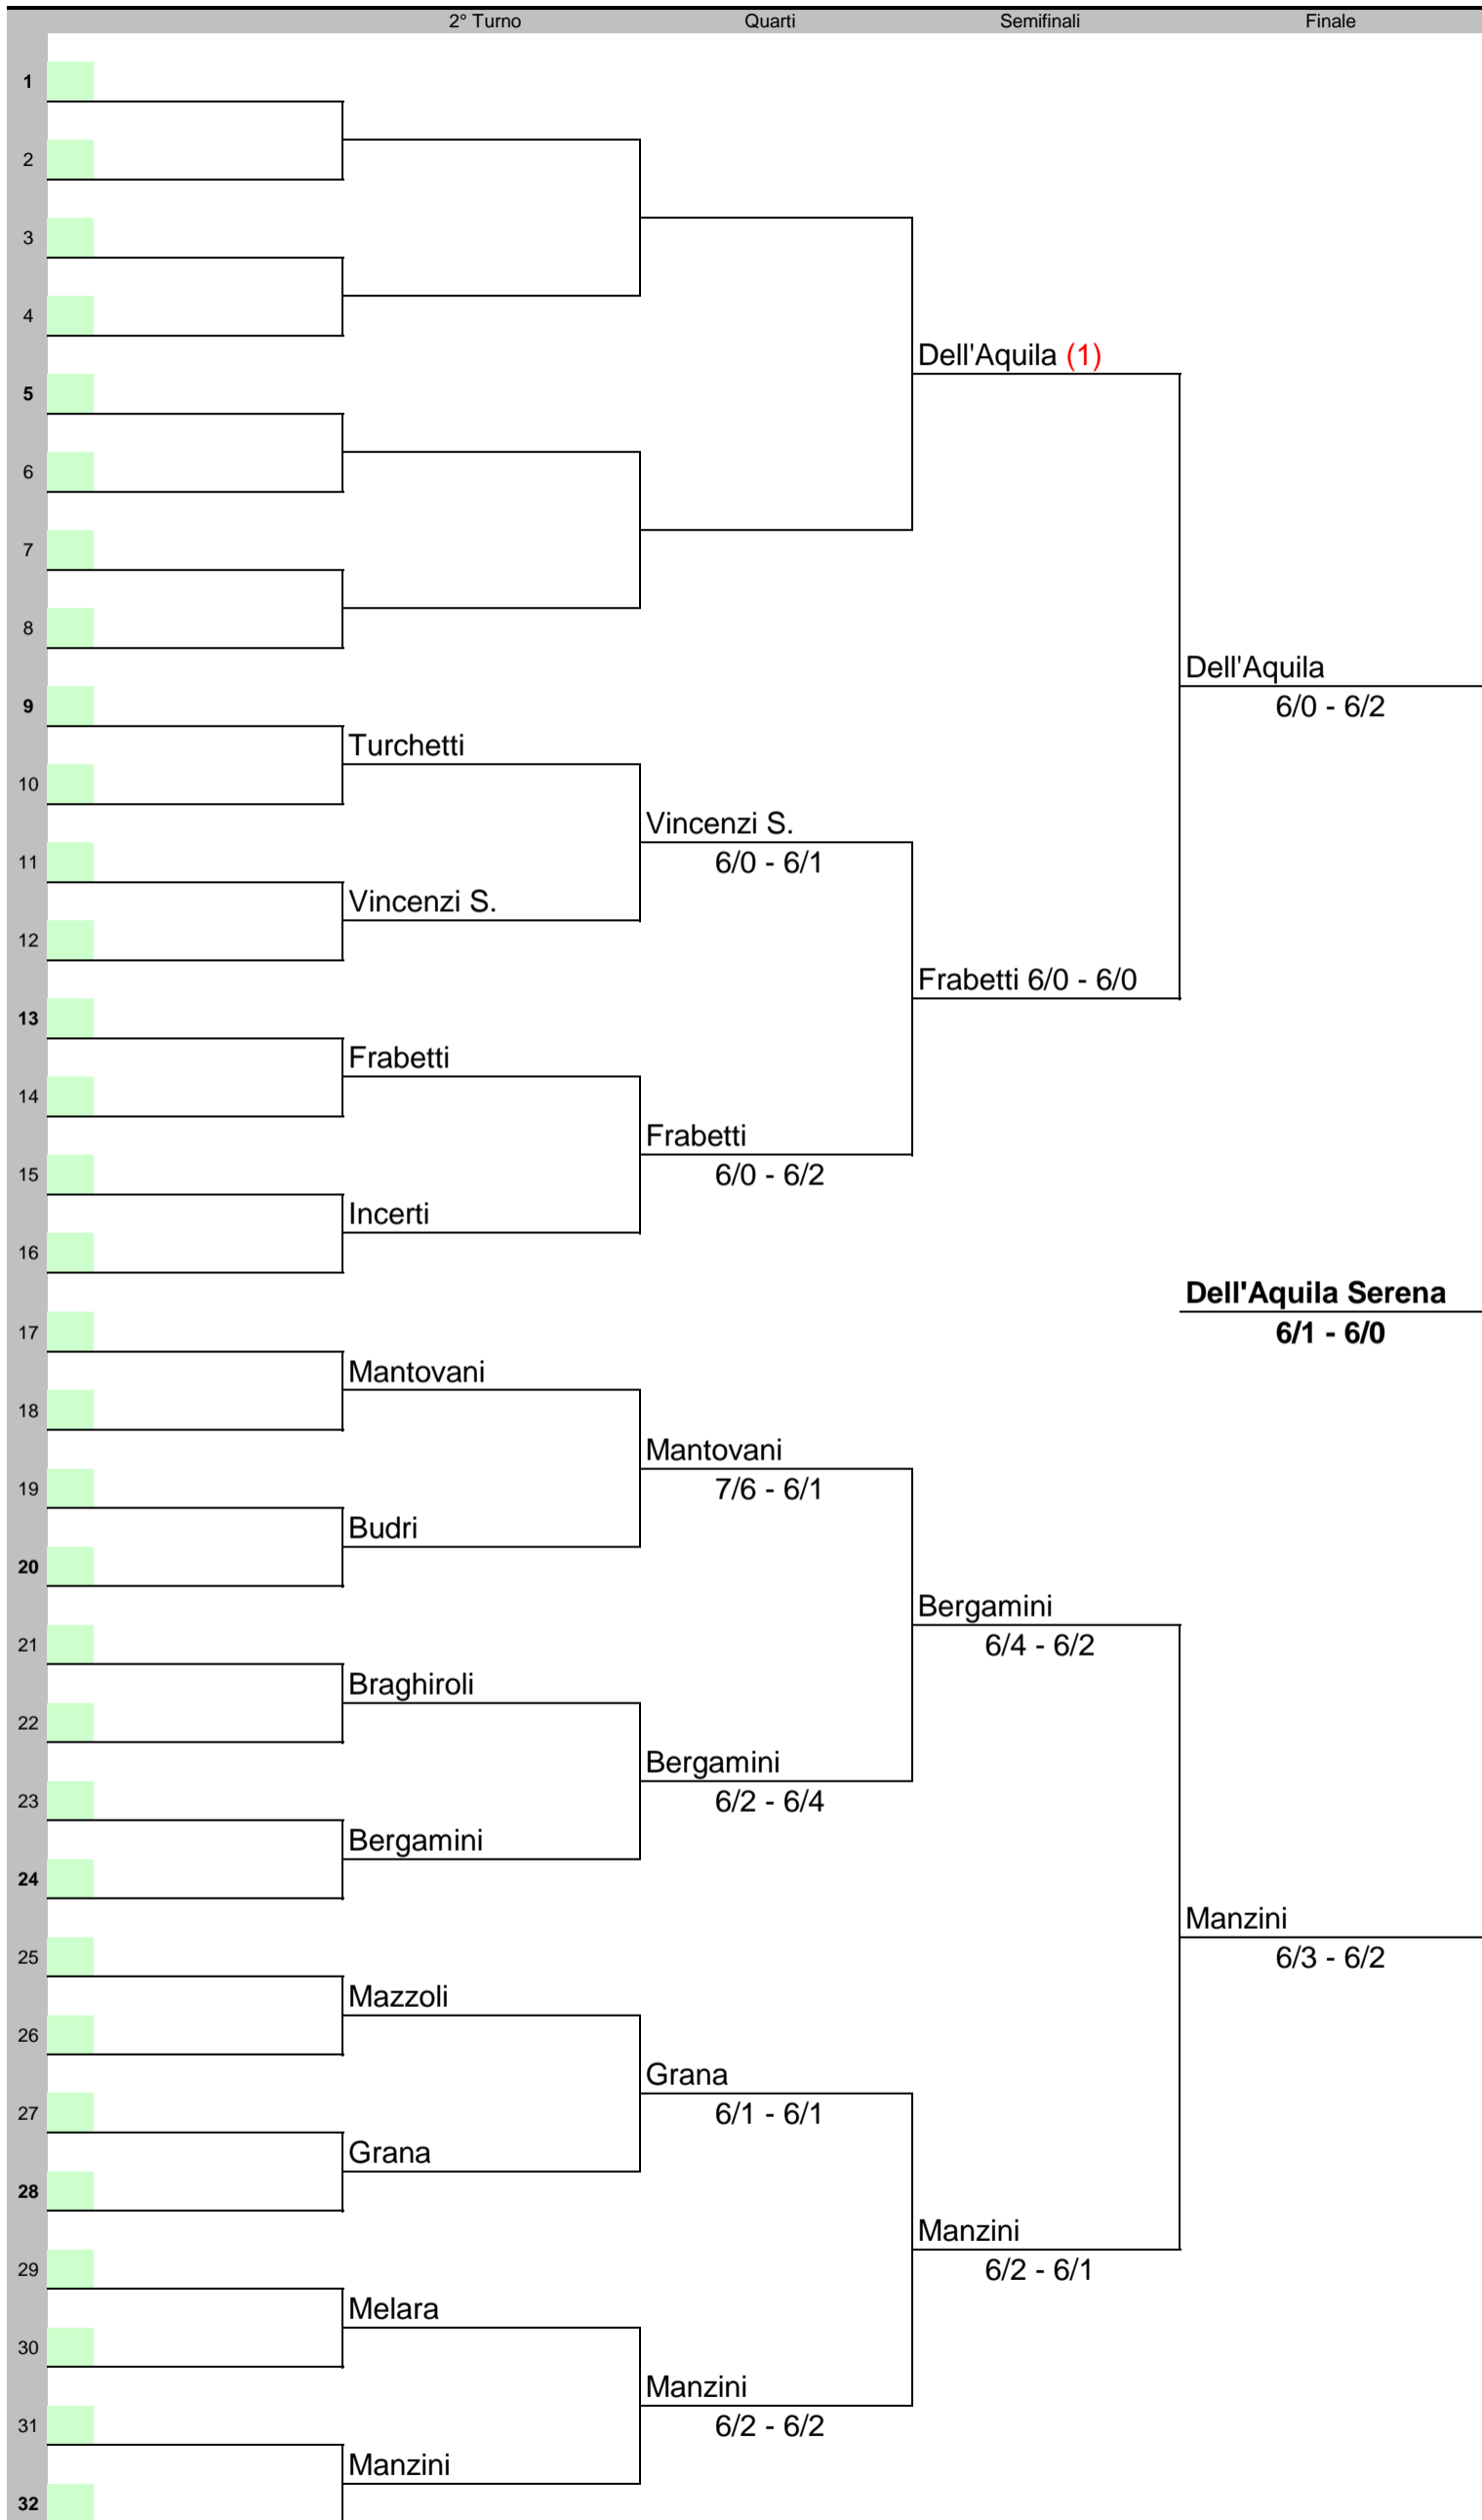 2° Turno Quarti Semifinali Finale
1
2
3
4
Dell'Aquila (1)
5
6
7
8
Dell'Aquila
9 6/0 - 6/2
Turchetti
10
Vincenzi S.
11 6/0 - 6/1
Vincenzi S.
12
Frabetti 6/0 - 6/0
13
Frabetti
14
Frabetti
15 6/0 - 6/2
Incerti
16
Dell'Aquila Serena
17 6/1 - 6/0
Mantovani
18
Mantovani
19 7/6 - 6/1
Budri
20
Bergamini
21 6/4 - 6/2
Braghiroli
22
Bergamini
23 6/2 - 6/4
Bergamini
24
Manzini
25 6/3 - 6/2
Mazzoli
26
Grana
27 6/1 - 6/1
Grana
28
Manzini
29 6/2 - 6/1
Melara
30
Manzini
31 6/2 - 6/2
Manzini
32